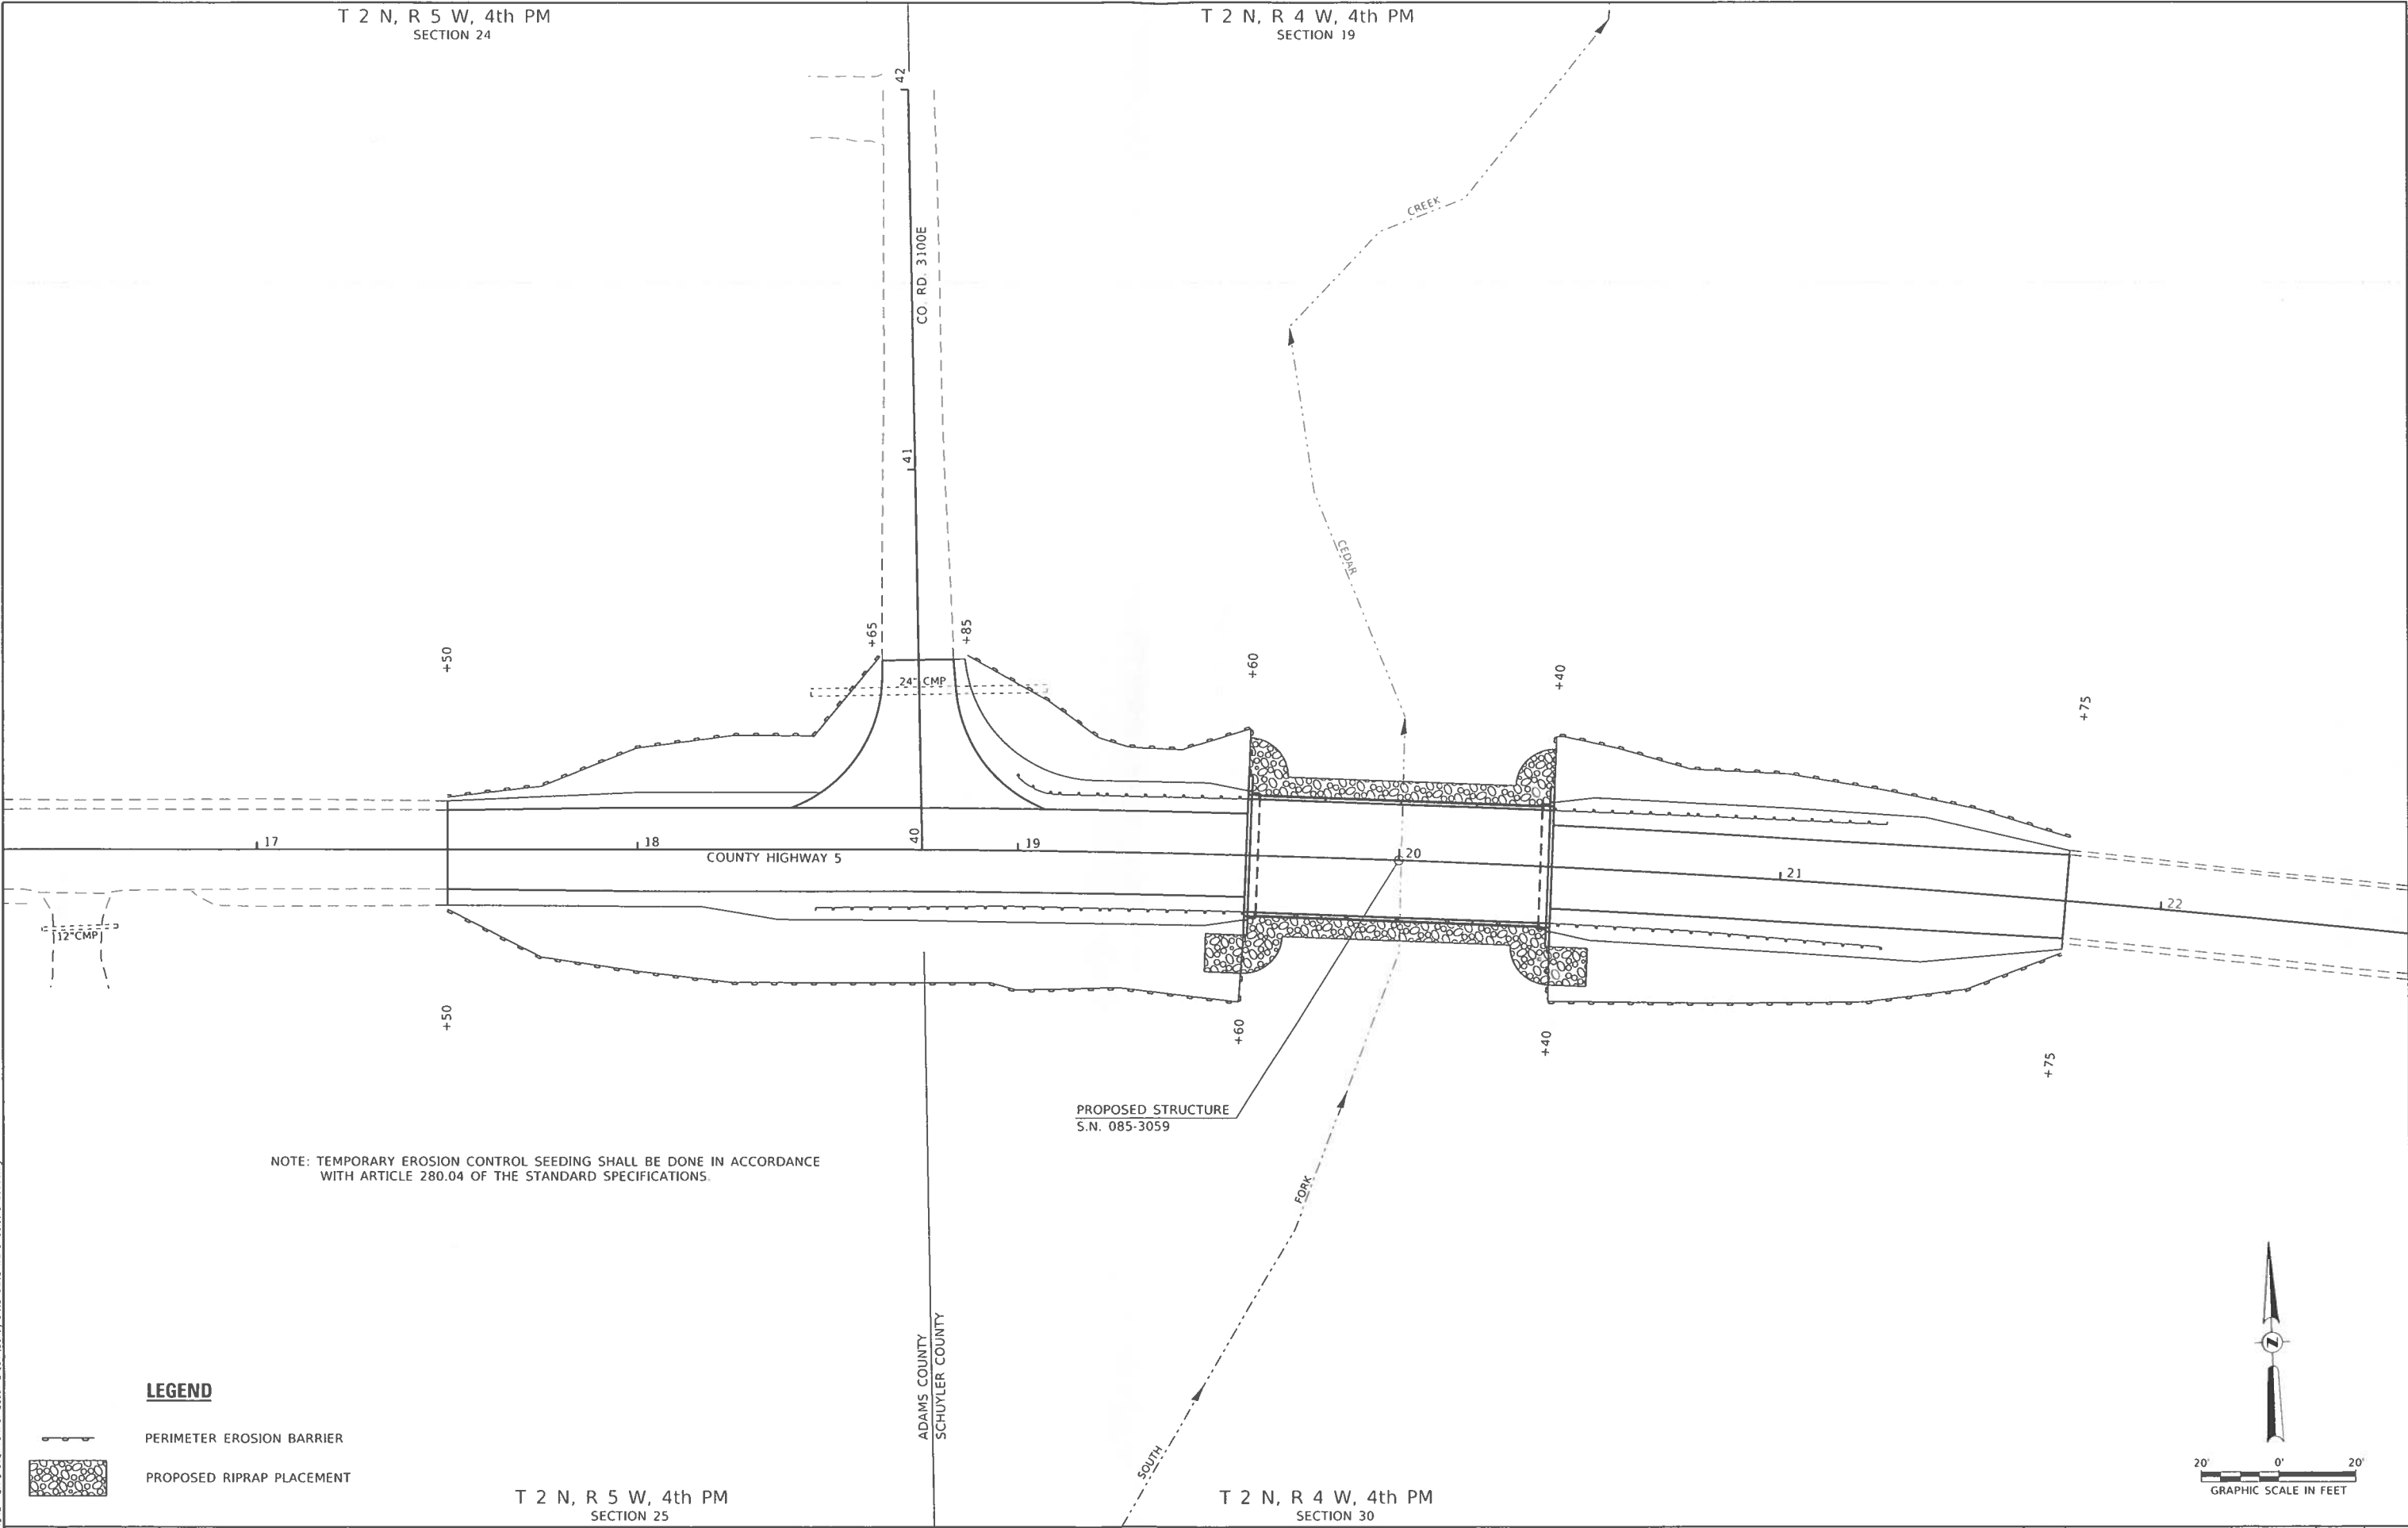 T 2 N, R 5 W, 4th PM
SECTION 24
T 2 N, R 4 W, 4th PM
SECTION 19
42
CREEK
CO. RD. 3100E
41
CEDAR
+65
+85
+50
+60
+40
+75
24" CMP
17
18
40
19
20
21
22
COUNTY HIGHWAY 5
12"CMP
+50
+60
+40
+75
PROPOSED STRUCTURE
S.N. 085-3059
NOTE: TEMPORARY EROSION CONTROL SEEDING SHALL BE DONE IN ACCORDANCE
WITH ARTICLE 280.04 OF THE STANDARD SPECIFICATIONS.
FORK
ADAMS COUNTY
SCHUYLER COUNTY
SOUTH
LEGEND
PERIMETER EROSION BARRIER
PROPOSED RIPRAP PLACEMENT
T 2 N, R 5 W, 4th PM
SECTION 25
T 2 N, R 4 W, 4th PM
SECTION 30
Z
20' 0' 20'
GRAPHIC SCALE IN FEET